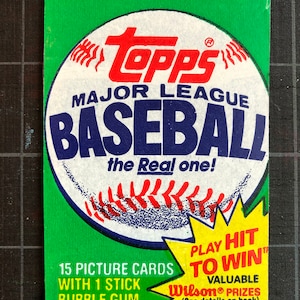 Topps®
MAJOR LEAGUE
BASEBALL
the Real one!
15 PICTURE CARDS
WITH 1 STICK
BUBBLE GUM
PLAY HIT
TO WIN
VALUABLE
Wilson® PRIZES